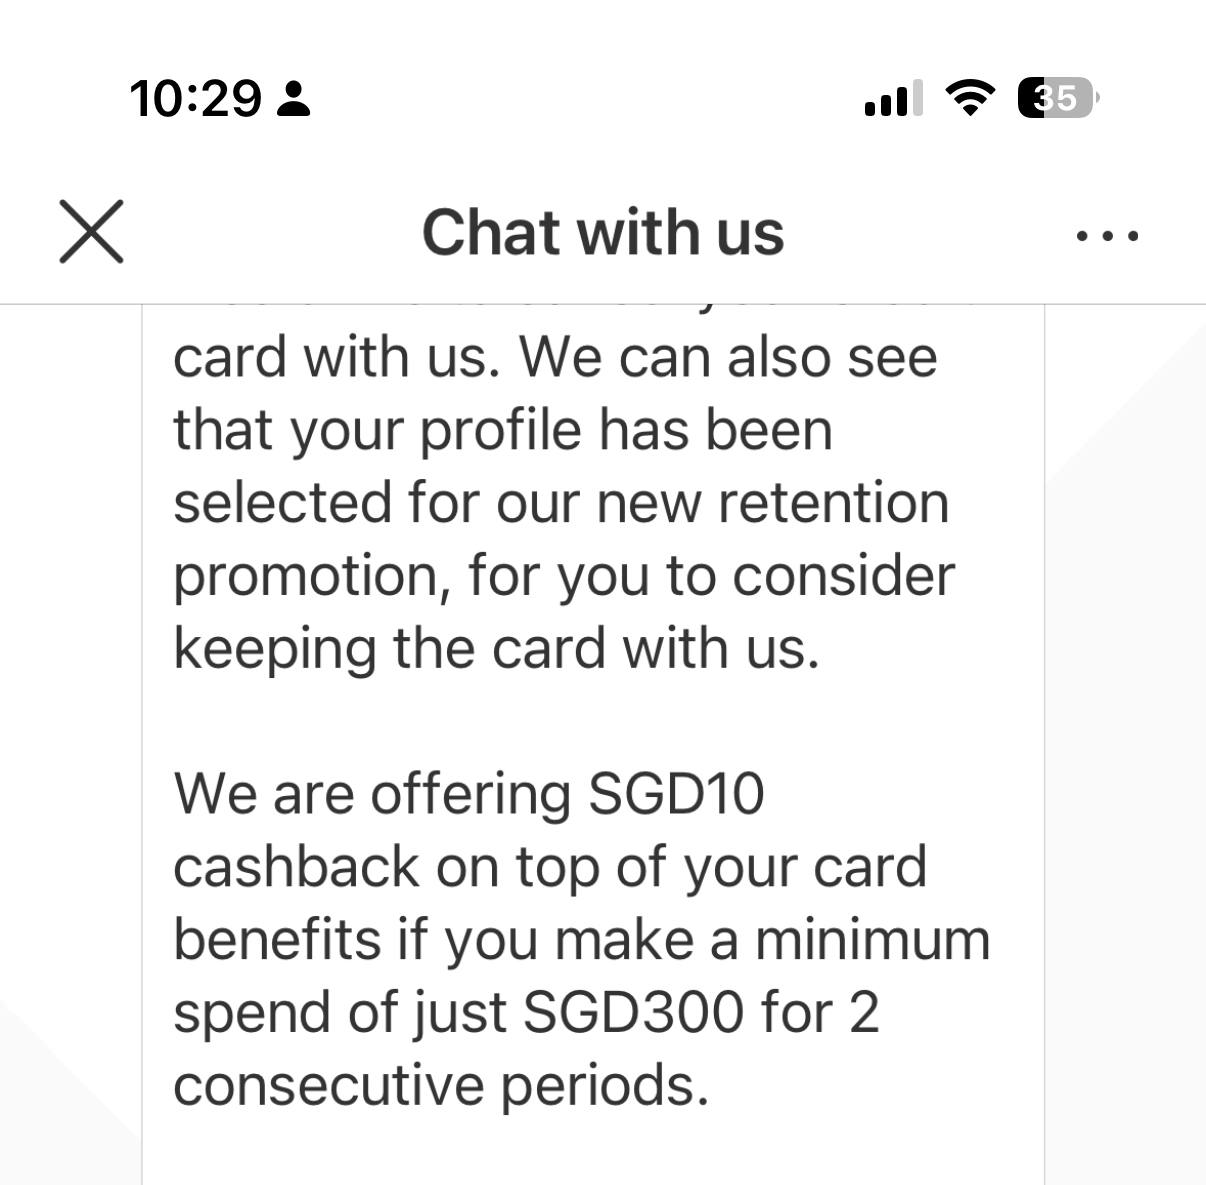 10:29
35
Chat with us
card with us. We can also see
that your profile has been
selected for our new retention
promotion, for you to consider
keeping the card with us.
We are offering SGD10
cashback on top of your card
benefits if you make a minimum
spend of just SGD300 for 2
consecutive periods.